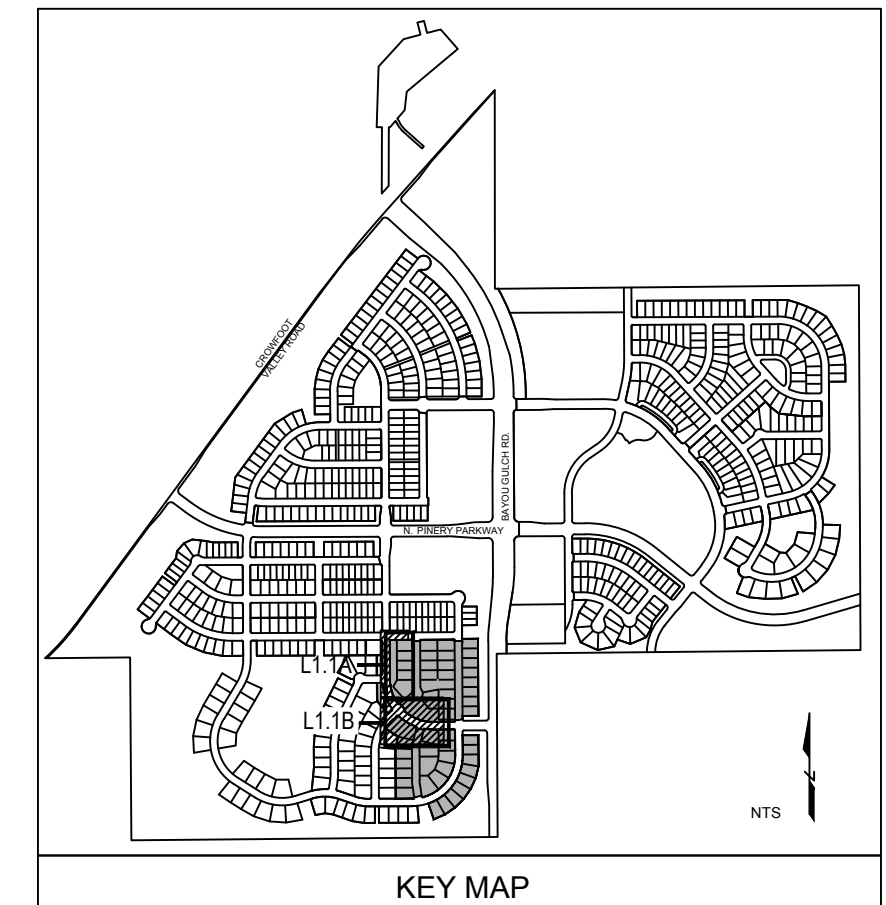 CROWFOOT
VALLEY ROAD
BAYOU GULCH RD.
N. PINERY PARKWAY
L1.1A
L1.1B
NTS
KEY MAP